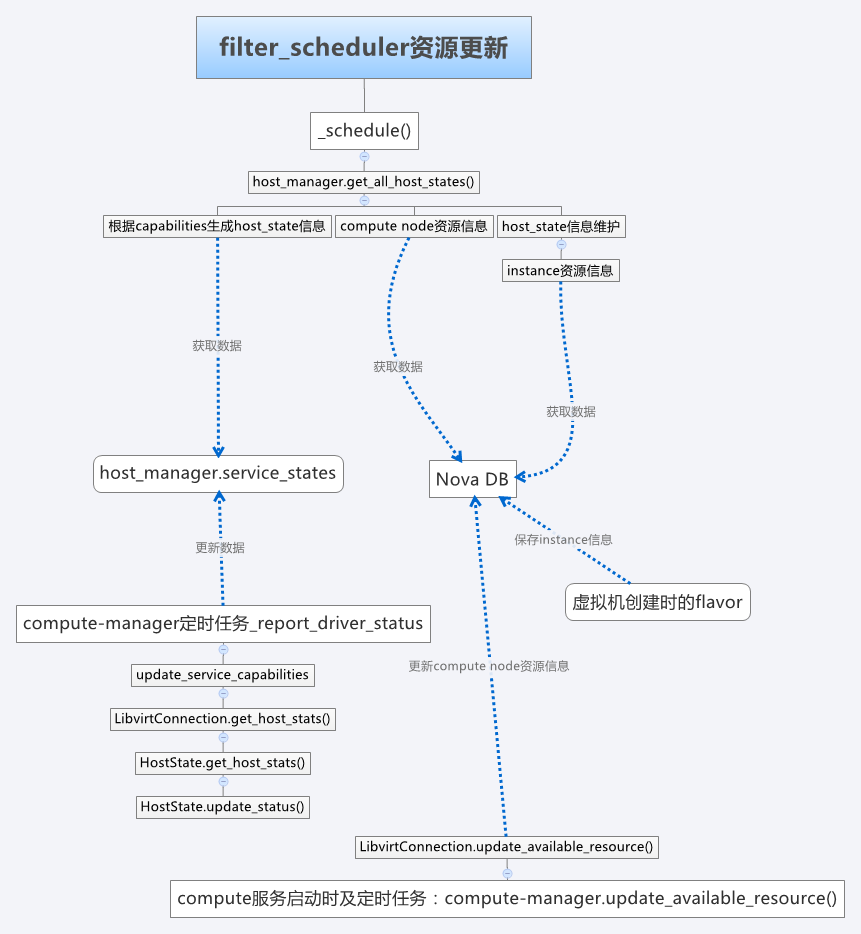 filter_scheduler资源更新
_schedule()
host_manager.get_all_host_states()
根据capabilities生成host_state信息
compute node资源信息
host_state信息维护
instance资源信息
获取数据
获取数据
获取数据
host_manager.service_states
Nova DB
保存instance信息
更新数据
虚拟机创建时的flavor
compute-manager定时任务_report_driver_status
更新compute node资源信息
update_service_capabilities
LibvirtConnection.get_host_stats()
HostState.get_host_stats()
HostState.update_status()
LibvirtConnection.update_available_resource()
compute服务启动时及定时任务：compute-manager.update_available_resource()